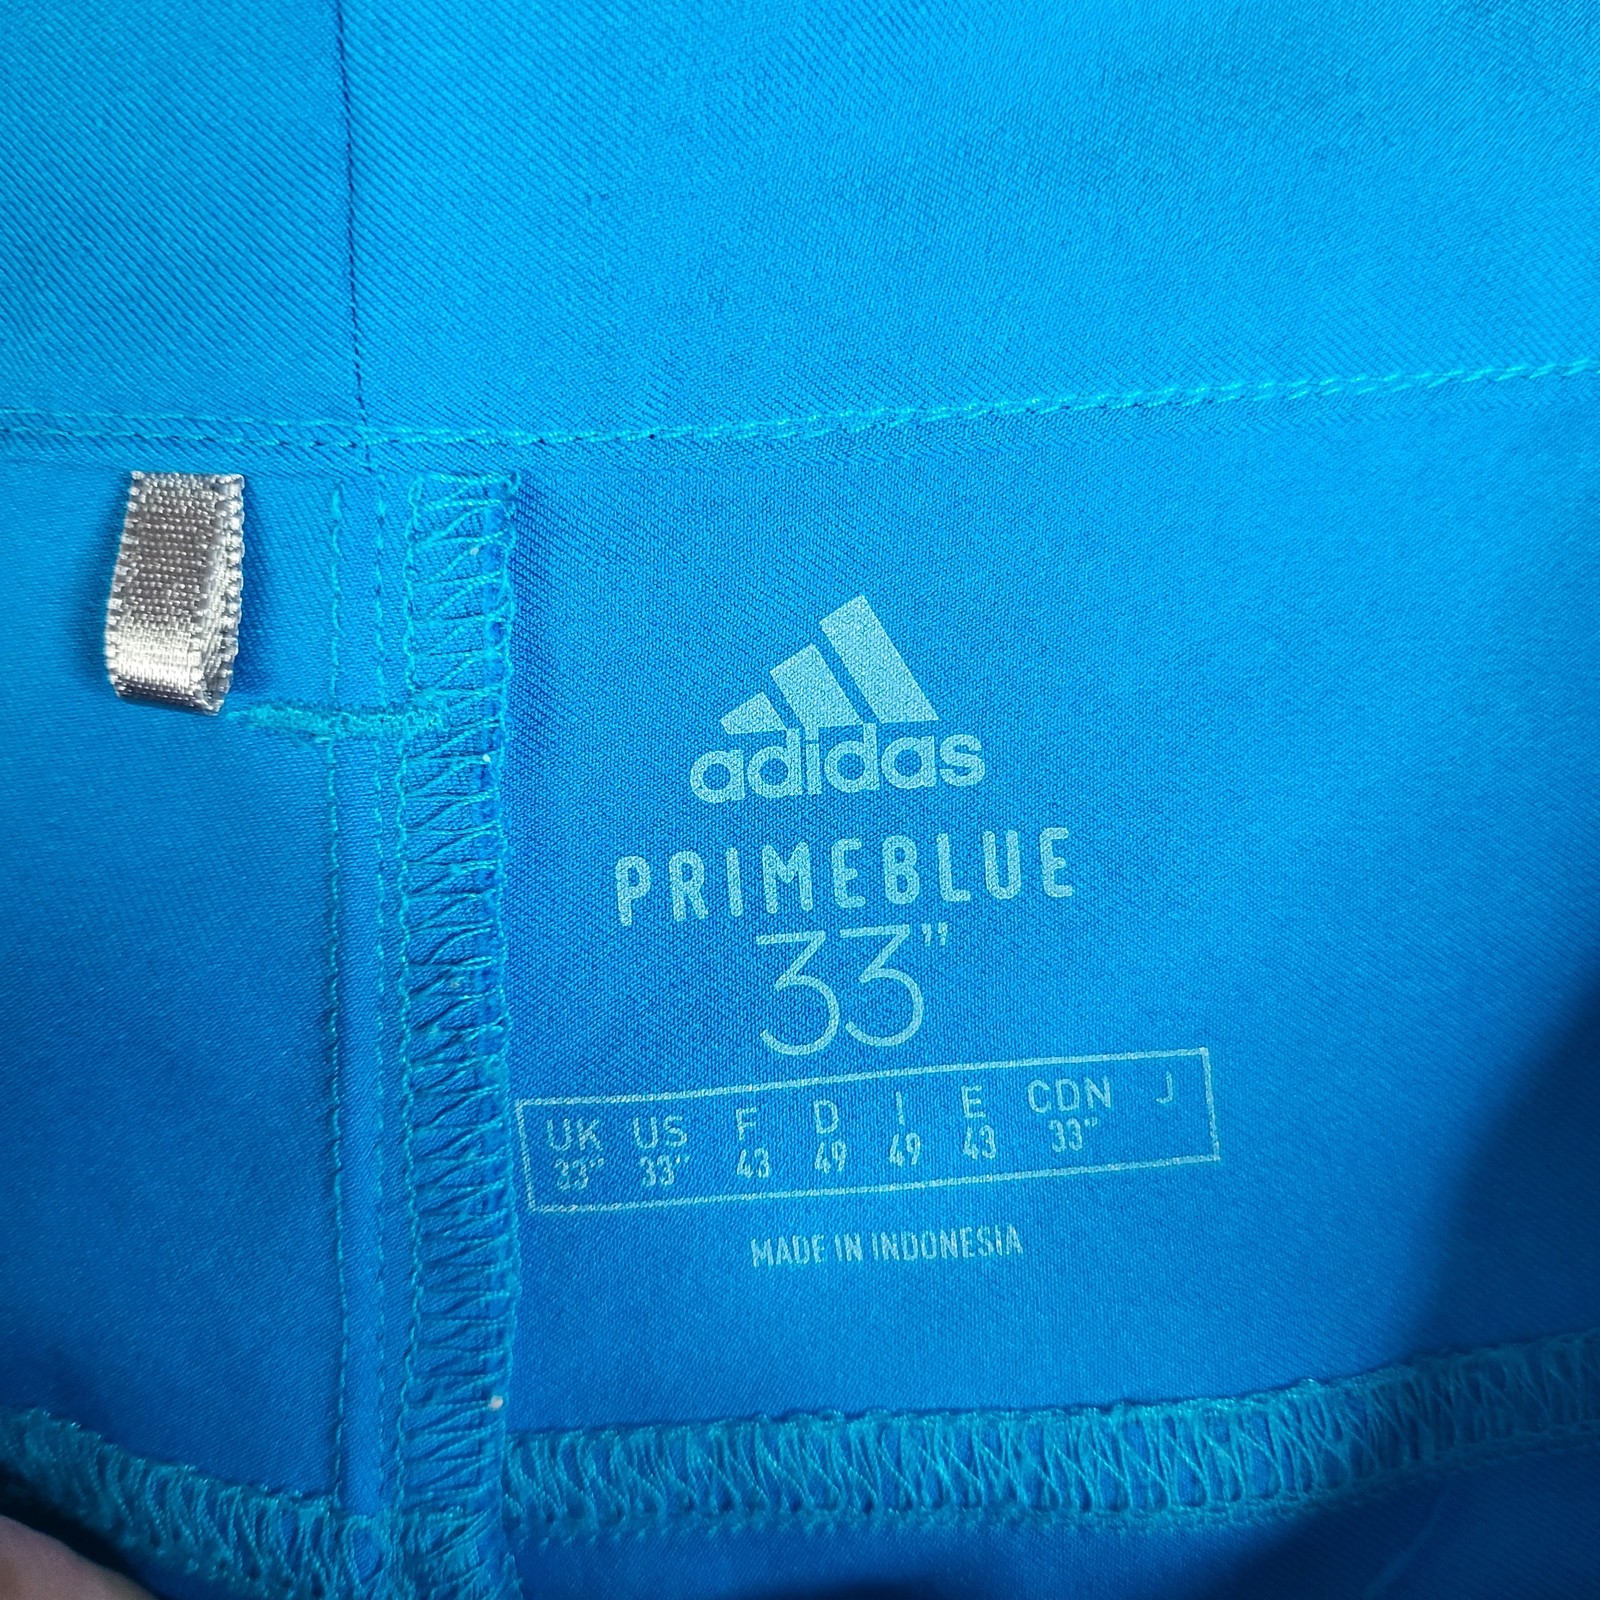 adidas
PRIMEBLUE
33"
UK US F D I E CDN J
33" 33" 43 49 49 43 33"
MADE IN INDONESIA